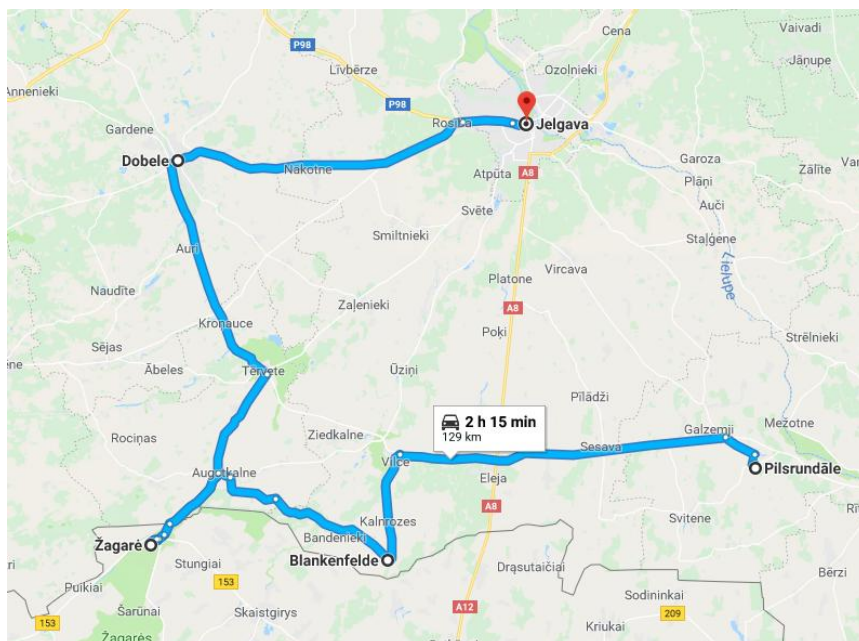 Cena
Vaivadi
P98
Līvbērze
Ozolnieki
Jānupe
Annenieki
P98
Gardene
Jelgava
Dobele
Nākotne
Atpūta
A8
Garoza
Plāņi
Zālīte
Svēte
Auči
Smiltnieki
Staļģene
Auri
Vircava
Platone
Lielupe
Naudīte
Zaļenieki
A8
Kronauce
Poķi
Strēlnieki
Sējas
Ābeles
Tērvete
Ūziņi
Pīlādži
2 h 15 min
129 km
Mežotne
Rociņas
Ziedkalne
Galzemji
Sesava
Vilce
Pilsrundāle
Augstkalne
Eleja
A8
Svitene
Kalnrozes
Žagarė
Bandenieki
Blankenfelde
Stungiai
Drąsutaičiai
Bērzi
Puikiai
153
Sodininkai
Šarūnai
153
Skaistgirys
A12
209
Kriukai
Žagarės